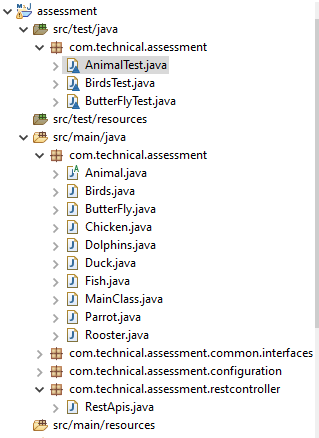 assessment
src/test/java
com.technical.assessment
AnimalTest.java
BirdsTest.java
ButterFlyTest.java
src/test/resources
src/main/java
com.technical.assessment
Animal.java
Birds.java
ButterFly.java
Chicken.java
Dolphins.java
Duck.java
Fish.java
MainClass.java
Parrot.java
Rooster.java
com.technical.assessment.common.interfaces
com.technical.assessment.configuration
com.technical.assessment.restcontroller
RestApis.java
src/main/resources